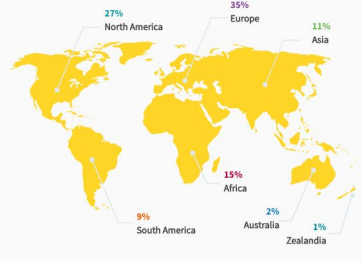 35%
Europe
27%
North America
11%
Asia
15%
Africa
9%
South America
2%
Australia
1%
Zealandia